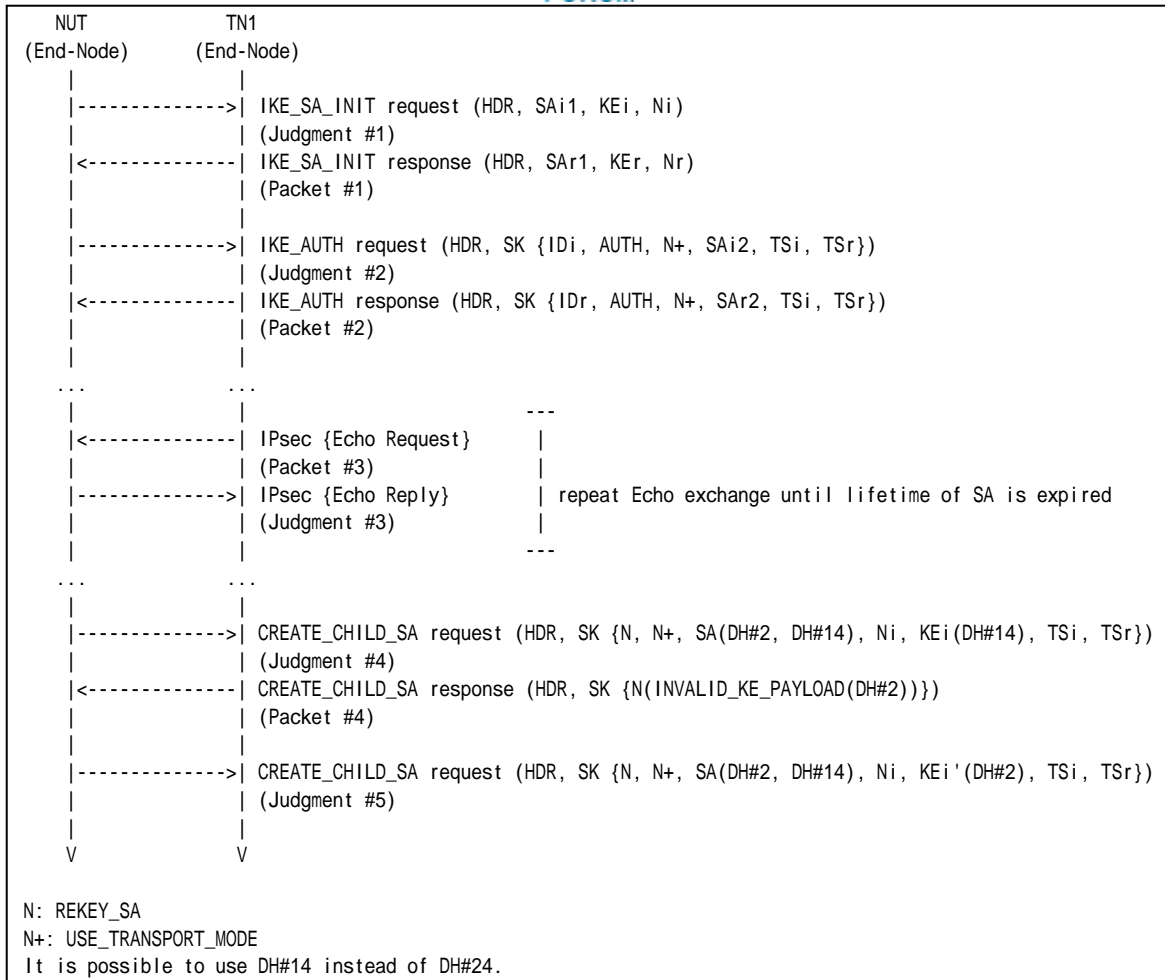 NUT TN1
(End-Node) (End-Node)
| |
|-------------->| IKE_SA_INIT request (HDR, SAi1, KEi, Ni)
| | (Judgment #1)
|<--------------| IKE_SA_INIT response (HDR, SAr1, KEr, Nr)
| | (Packet #1)
| |
|-------------->| IKE_AUTH request (HDR, SK {IDi, AUTH, N+, SAi2, TSi, TSr})
| | (Judgment #2)
|<--------------| IKE_AUTH response (HDR, SK {IDr, AUTH, N+, SAr2, TSi, TSr})
| | (Packet #2)
| |
... ...
| | ---
|<--------------| IPsec {Echo Request} |
| | (Packet #3) |
|-------------->| IPsec {Echo Reply} | repeat Echo exchange until lifetime of SA is expired
| | (Judgment #3) |
| | ---
... ...
| |
|-------------->| CREATE_CHILD_SA request (HDR, SK {N, N+, SA(DH#2, DH#14), Ni, KEi(DH#14), TSi, TSr})
| | (Judgment #4)
|<--------------| CREATE_CHILD_SA response (HDR, SK {N(INVALID_KE_PAYLOAD(DH#2))})
| | (Packet #4)
| |
|-------------->| CREATE_CHILD_SA request (HDR, SK {N, N+, SA(DH#2, DH#14), Ni, KEi'(DH#2), TSi, TSr})
| | (Judgment #5)
| |
V V
N: REKEY_SA
N+: USE_TRANSPORT_MODE
It is possible to use DH#14 instead of DH#24.